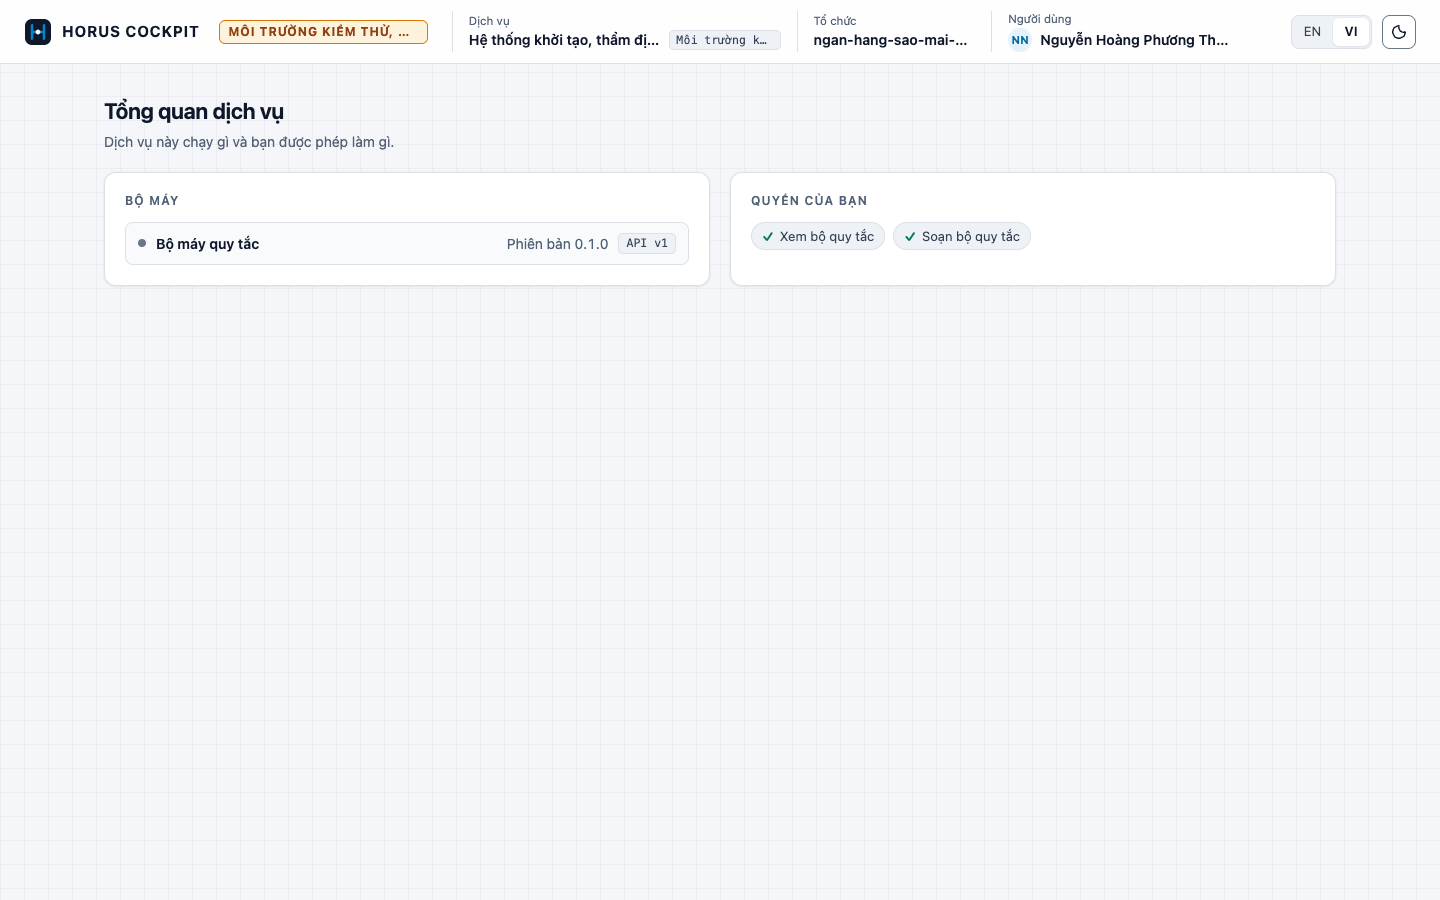 HORUS COCKPIT
MÔI TRƯỜNG KIỂM THỬ, ...
Dịch vụ
Hệ thống khởi tạo, thẩm đị...
Môi trường k...
Tổ chức
ngan-hang-sao-mai-...
Người dùng
NN Nguyễn Hoàng Phương Th...
EN VI
Tổng quan dịch vụ
Dịch vụ này chạy gì và bạn được phép làm gì.
BỘ MÁY
Bộ máy quy tắc
Phiên bản 0.1.0
API v1
QUYỀN CỦA BẠN
Xem bộ quy tắc
Soạn bộ quy tắc